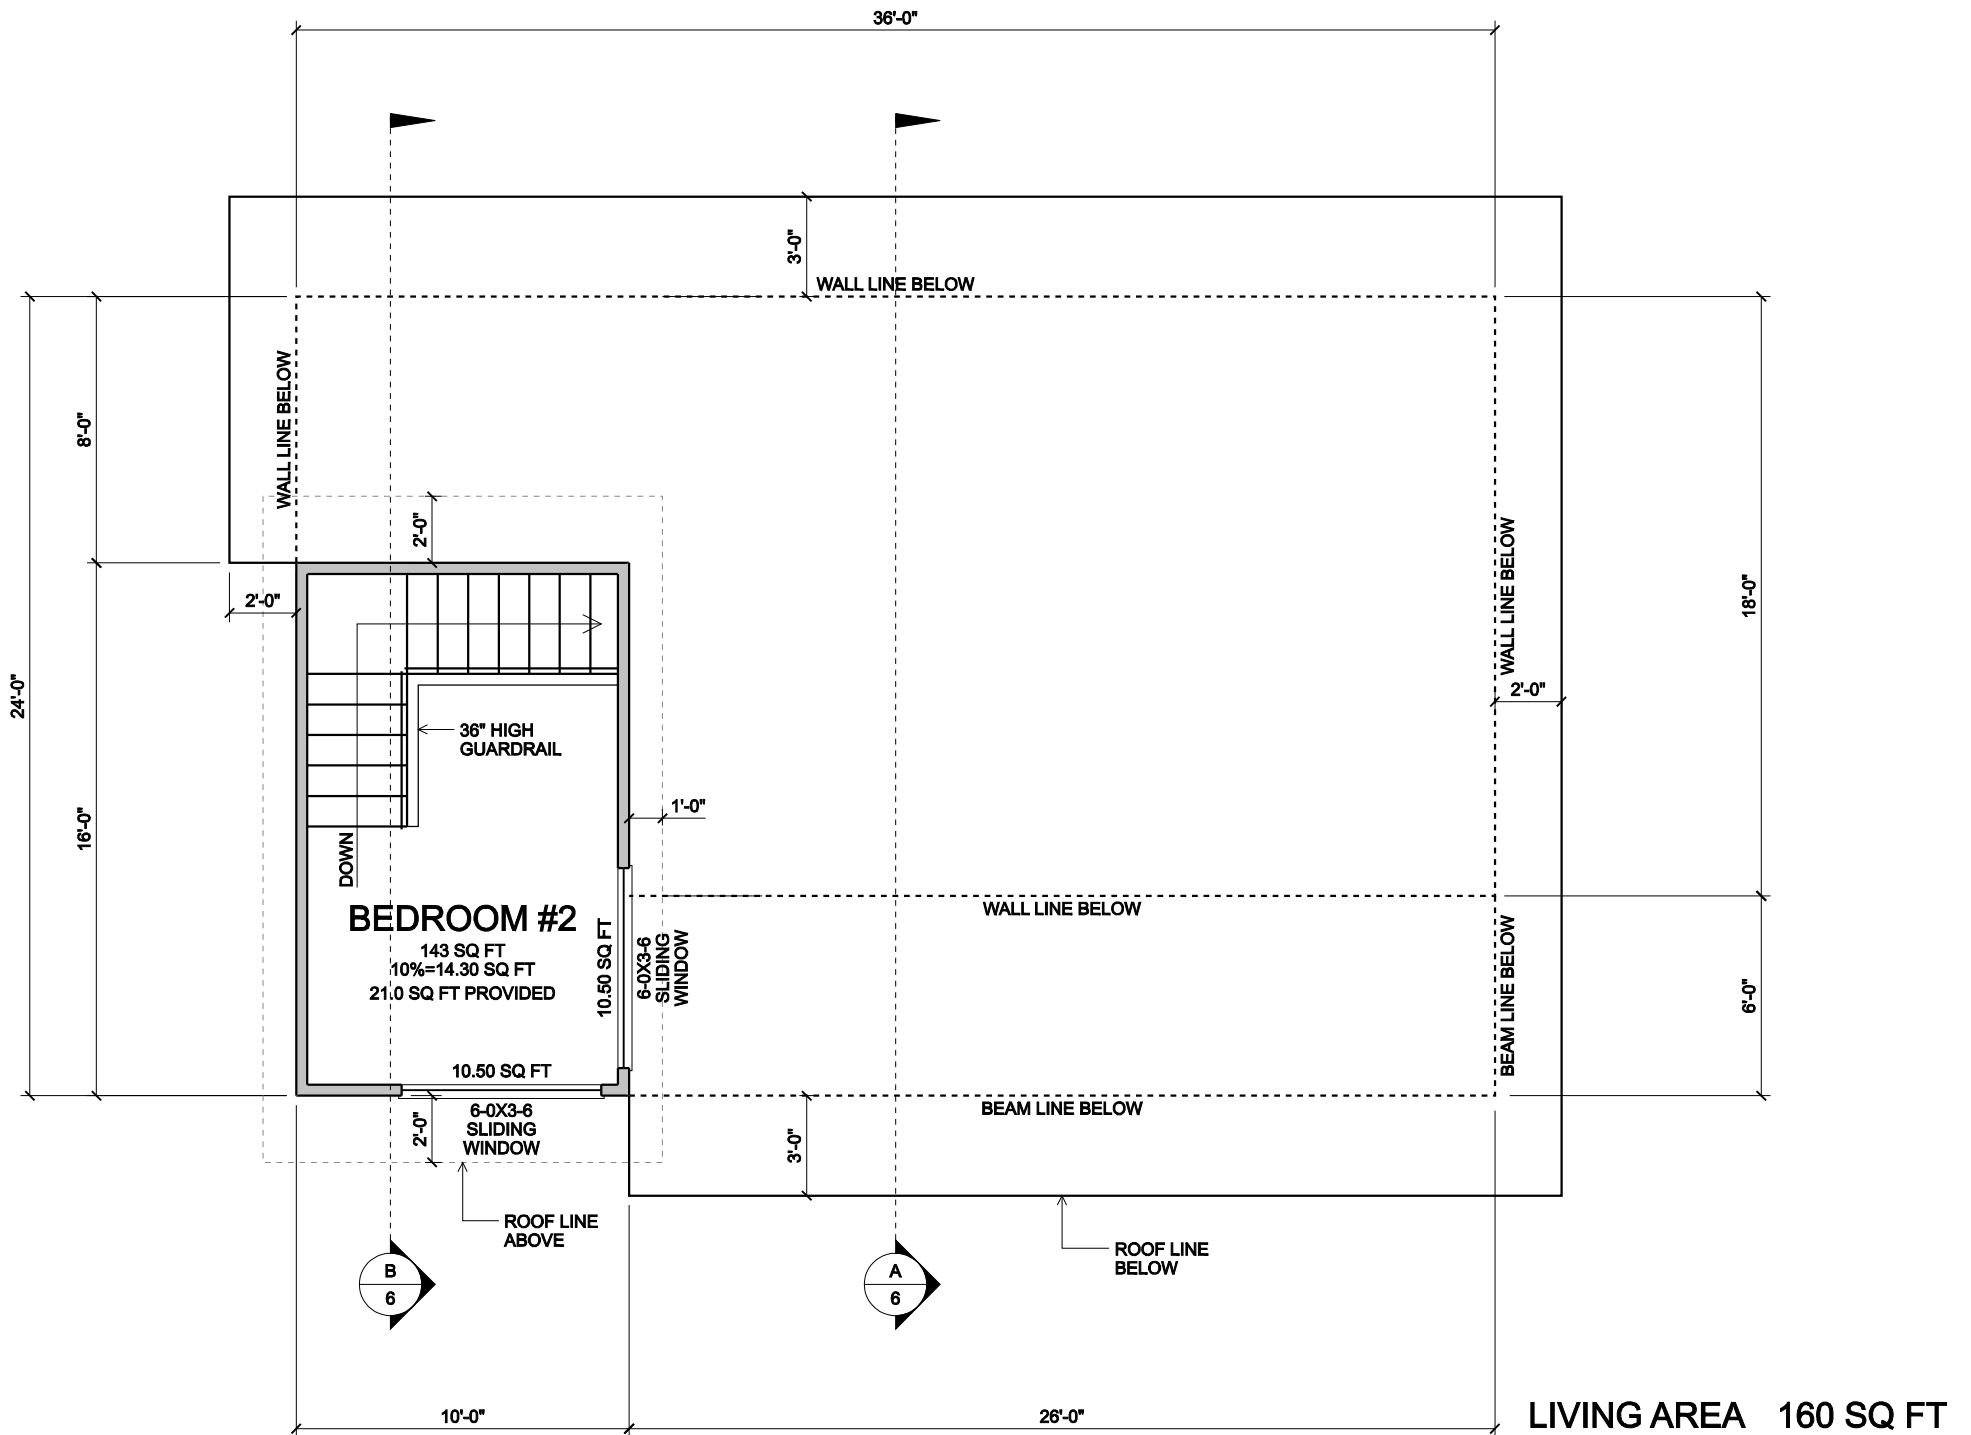 36'-0"
3'-0"
WALL LINE BELOW
WALL LINE BELOW
8'-0"
2'-0"
2'-0"
WALL LINE BELOW
18'-0"
24'-0"
2'-0"
36" HIGH
GUARDRAIL
16'-0"
1'-0"
DOWN
BEDROOM #2
143 SQ FT
10%=14.30 SQ FT
21.0 SQ FT PROVIDED
10.50 SQ FT
6-0X3-6
SLIDING
WINDOW
WALL LINE BELOW
BEAM LINE BELOW
6'-0"
10.50 SQ FT
6-0X3-6
SLIDING
WINDOW
2'-0"
BEAM LINE BELOW
3'-0"
ROOF LINE
ABOVE
ROOF LINE
BELOW
B
6
A
6
10'-0"
26'-0"
LIVING AREA 160 SQ FT